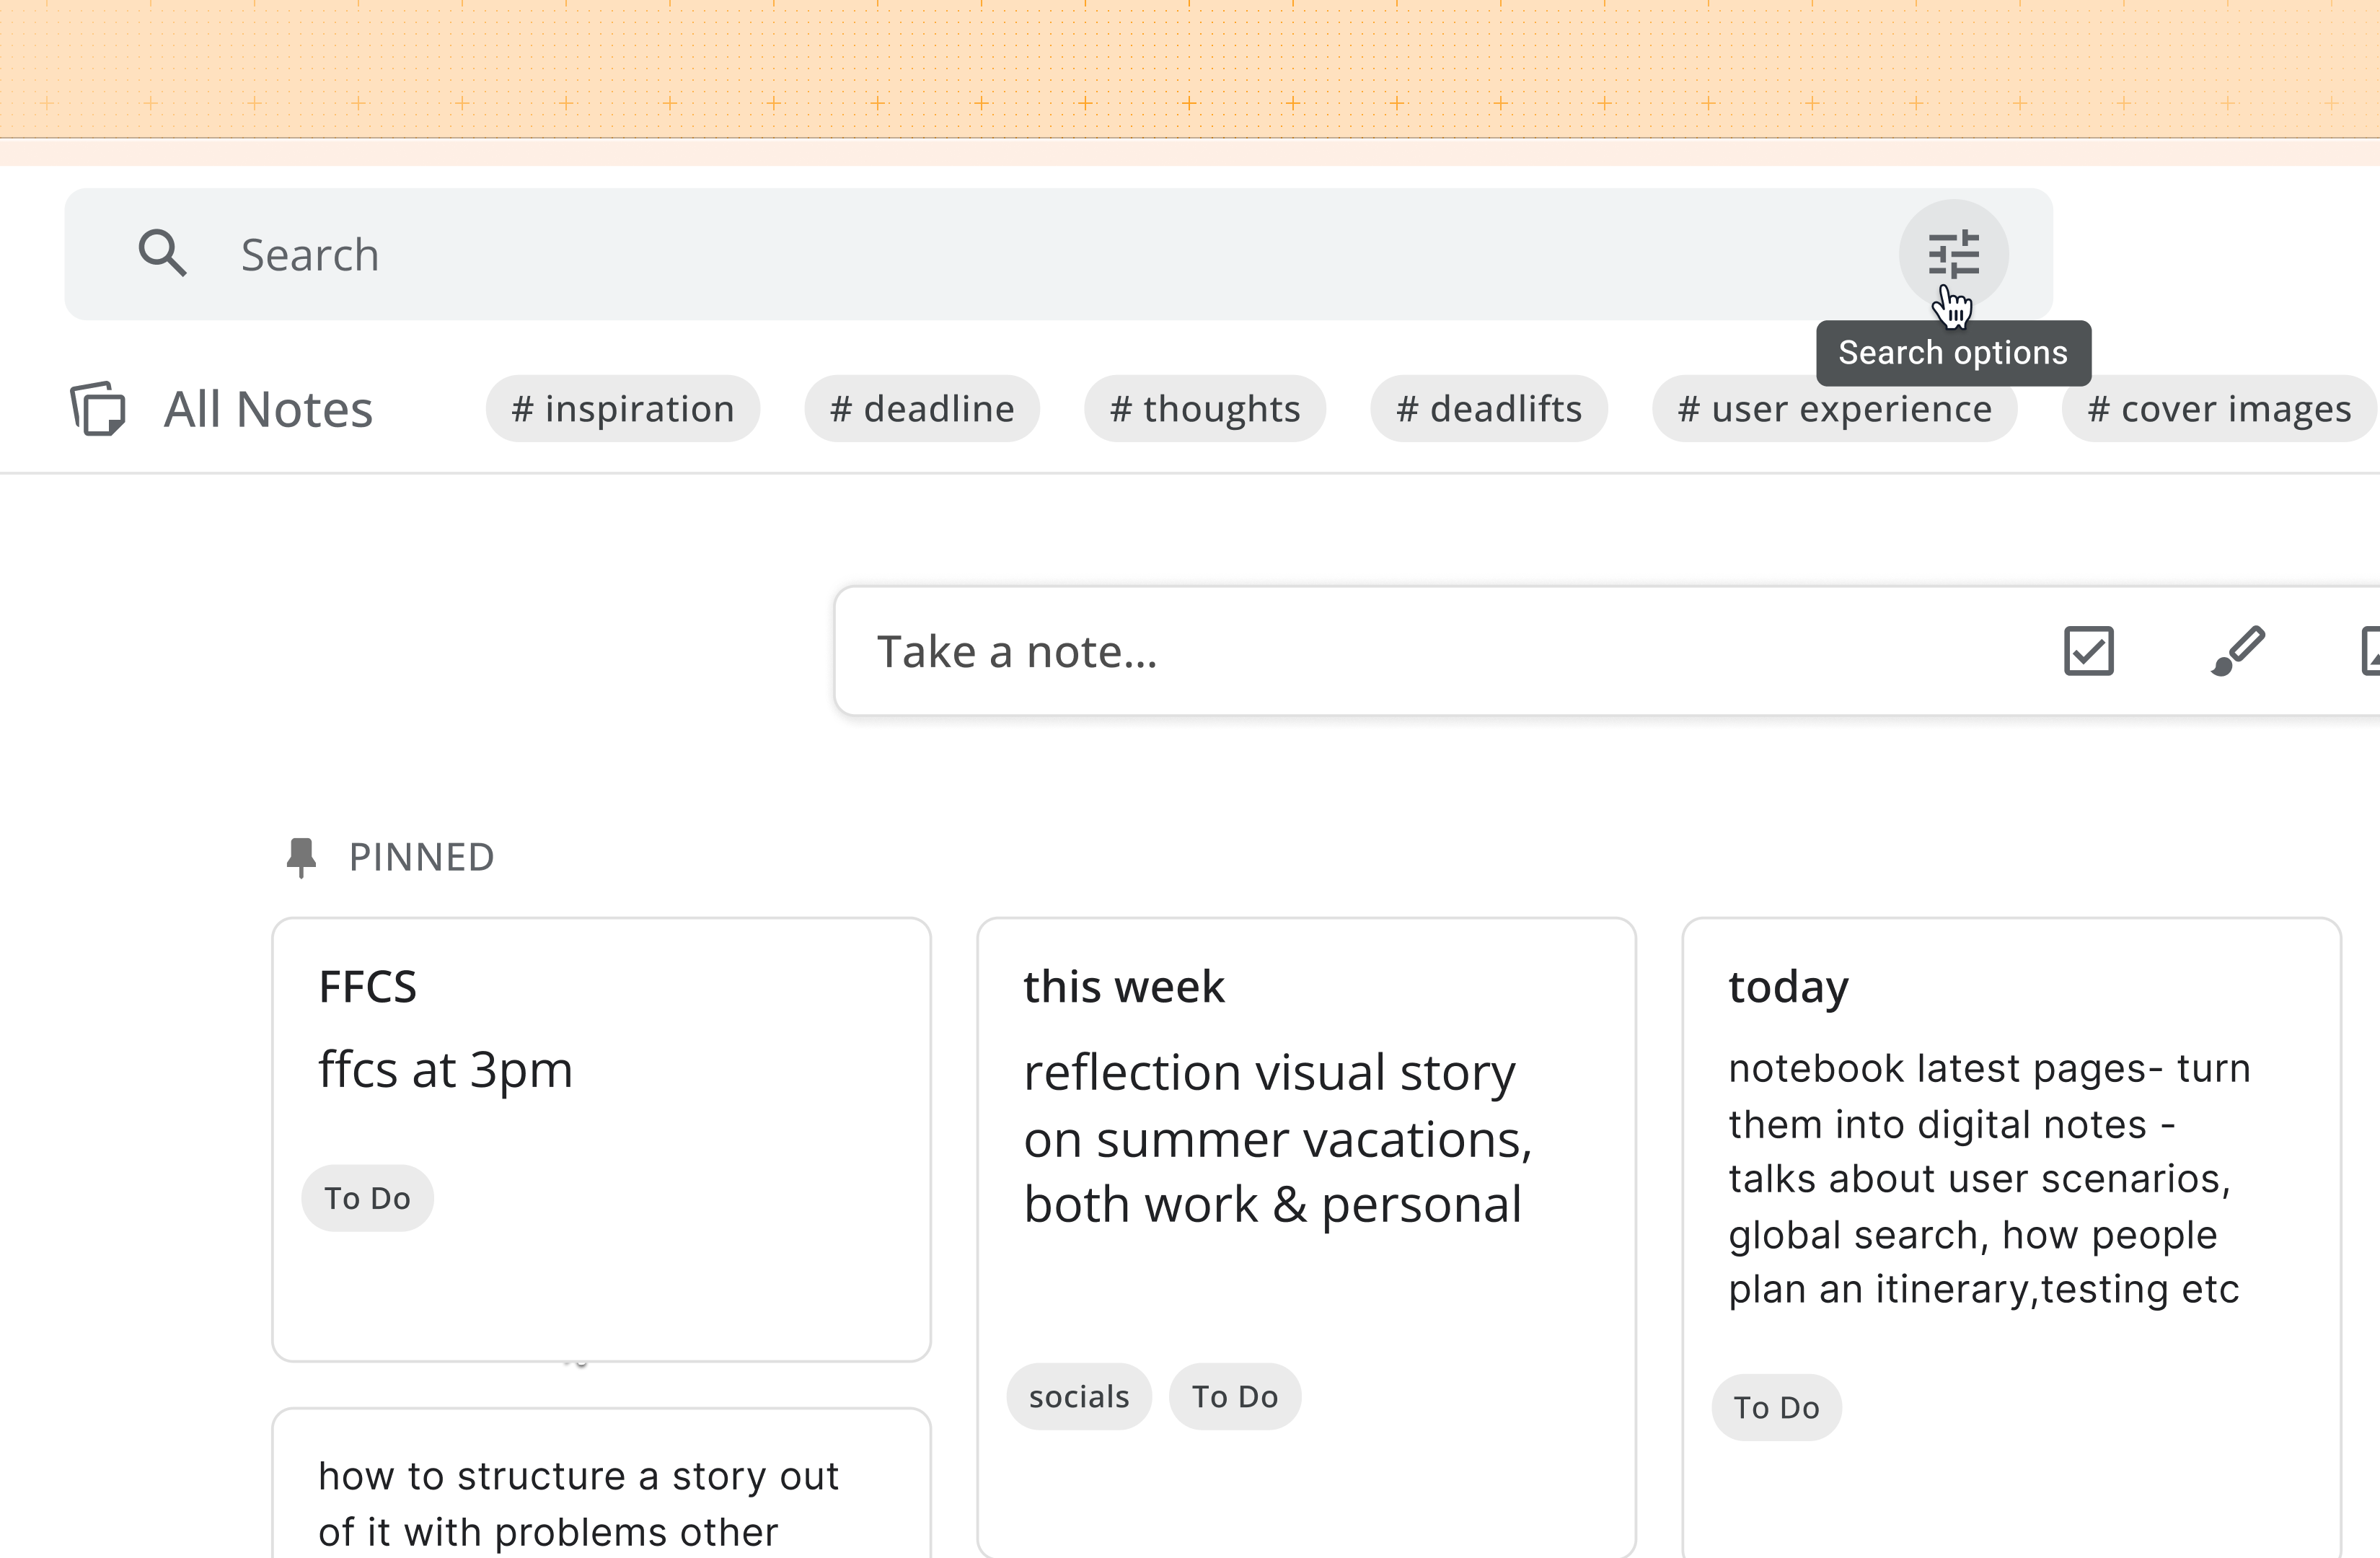 Search
Search options
All Notes
# inspiration
# deadline
# thoughts
# deadlifts
# user experience
# cover images
Take a note...
PINNED
FFCS
ffcs at 3pm
To Do
this week
reflection visual story
on summer vacations,
both work & personal
socials
To Do
today
notebook latest pages- turn
them into digital notes -
talks about user scenarios,
global search, how people
plan an itinerary,testing etc
To Do
how to structure a story out
of it with problems other